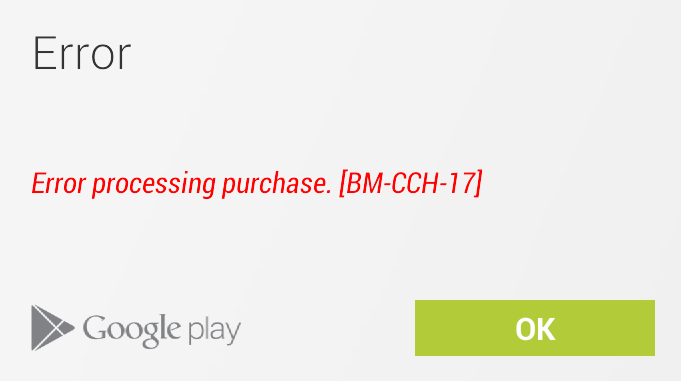 Error
Error processing purchase. [BM-CCH-17]
Google play
OK